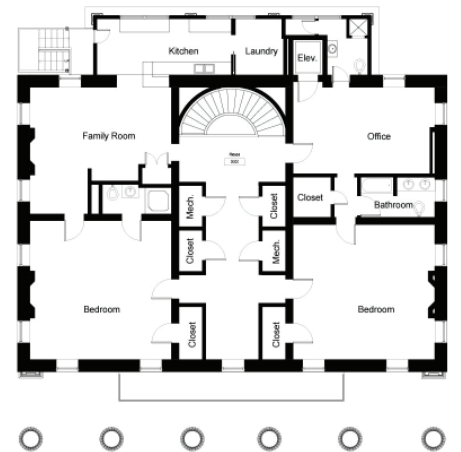 Kitchen
Laundry
Elev.
Family Room
Office
Mech.
Closet
Closet
Bathroom
Closet
Mech.
Bedroom
Bedroom
Closet
Closet